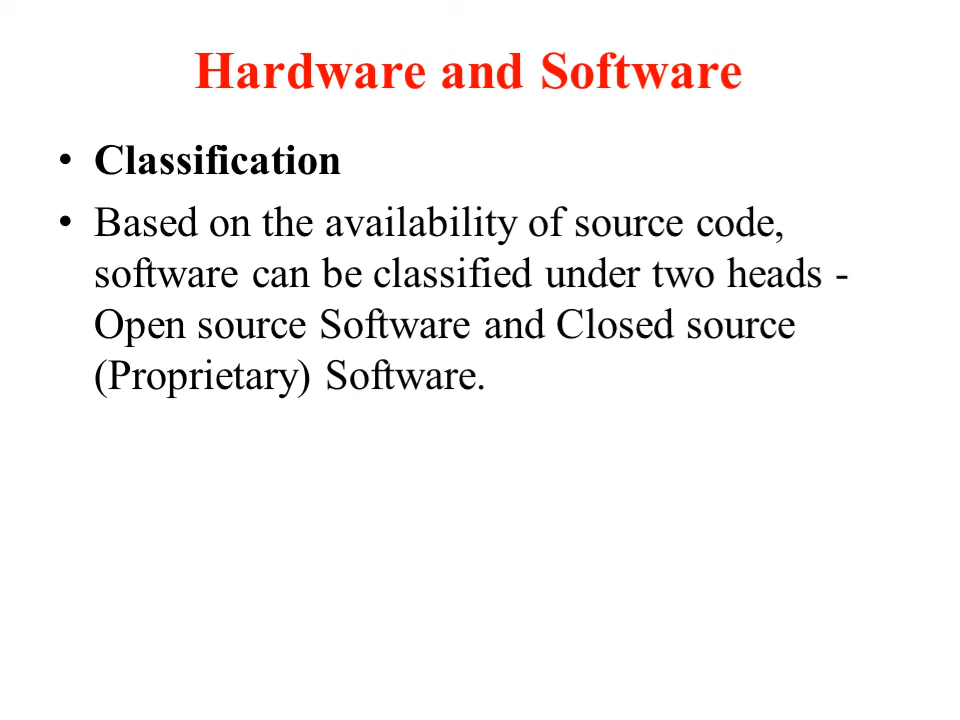 Hardware and Software
• Classification
• Based on the availability of source code,
software can be classified under two heads -
Open source Software and Closed source
(Proprietary) Software.